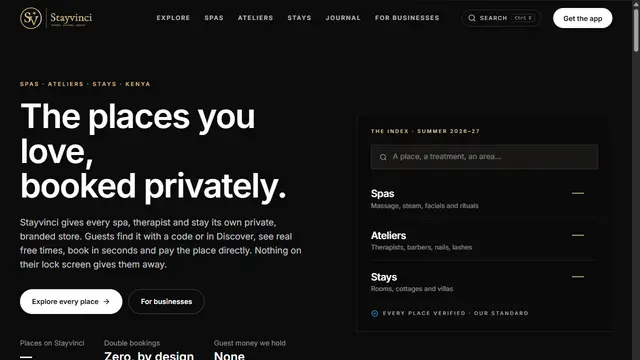 Stayvinci
EXPLORE SPAS ATELIERS STAYS JOURNAL FOR BUSINESSES
SEARCH Ctrl K
Get the app
SPAS · ATELIERS · STAYS · KENYA
The places you
love,
booked privately.
Stayvinci gives every spa, therapist and stay its own private,
branded store. Guests find it with a code or in Discover, see real
free times, book in seconds and pay the place directly. Nothing on
their lock screen gives them away.
Explore every place →
For businesses
Places on Stayvinci
—
Double bookings
Zero, by design
Guest money we hold
None
THE INDEX · SUMMER 2026–27
A place, a treatment, an area...
Spas —
Massage, steam, facials and rituals
Ateliers —
Therapists, barbers, nails, lashes
Stays —
Rooms, cottages and villas
EVERY PLACE VERIFIED · OUR STANDARD